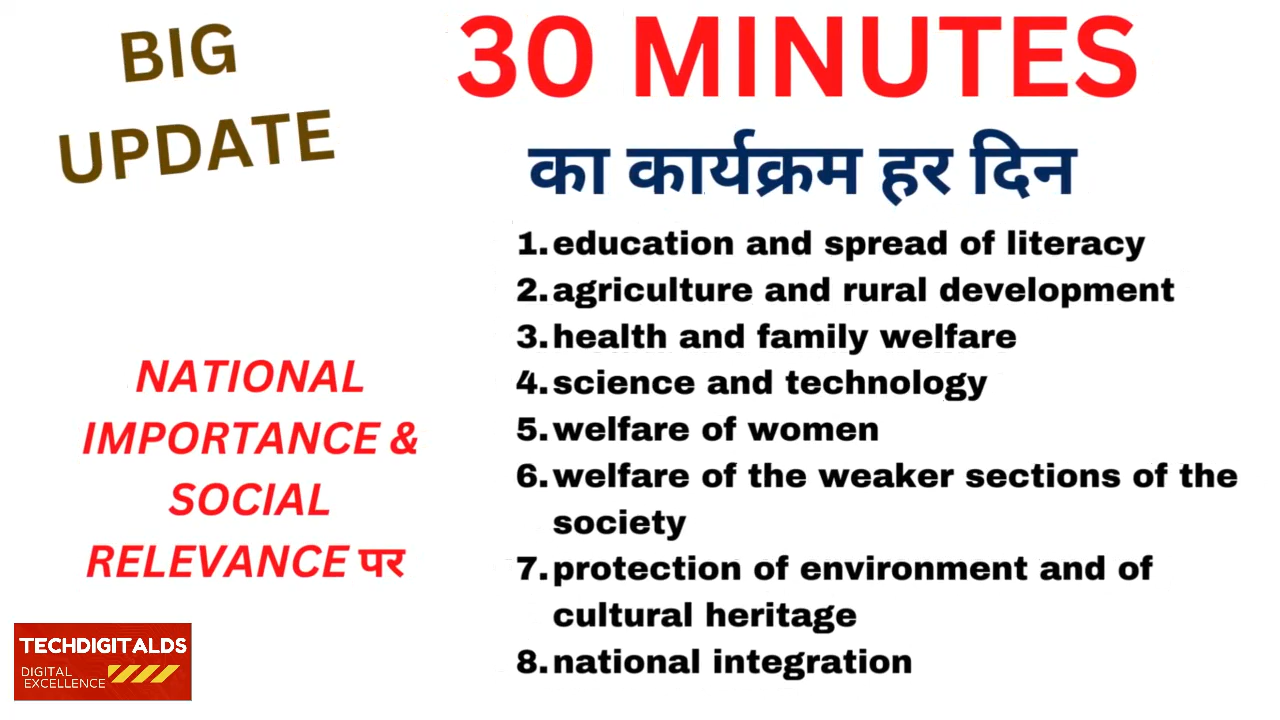 BIG
UPDATE
30 MINUTES
का कार्यक्रम हर दिन
1. education and spread of literacy
2. agriculture and rural development
3. health and family welfare
4. science and technology
5. welfare of women
6. welfare of the weaker sections of the
society
7. protection of environment and of
cultural heritage
8. national integration
NATIONAL
IMPORTANCE &
SOCIAL
RELEVANCE पर
TECHDIGITALDS
DIGITAL
EXCELLENCE